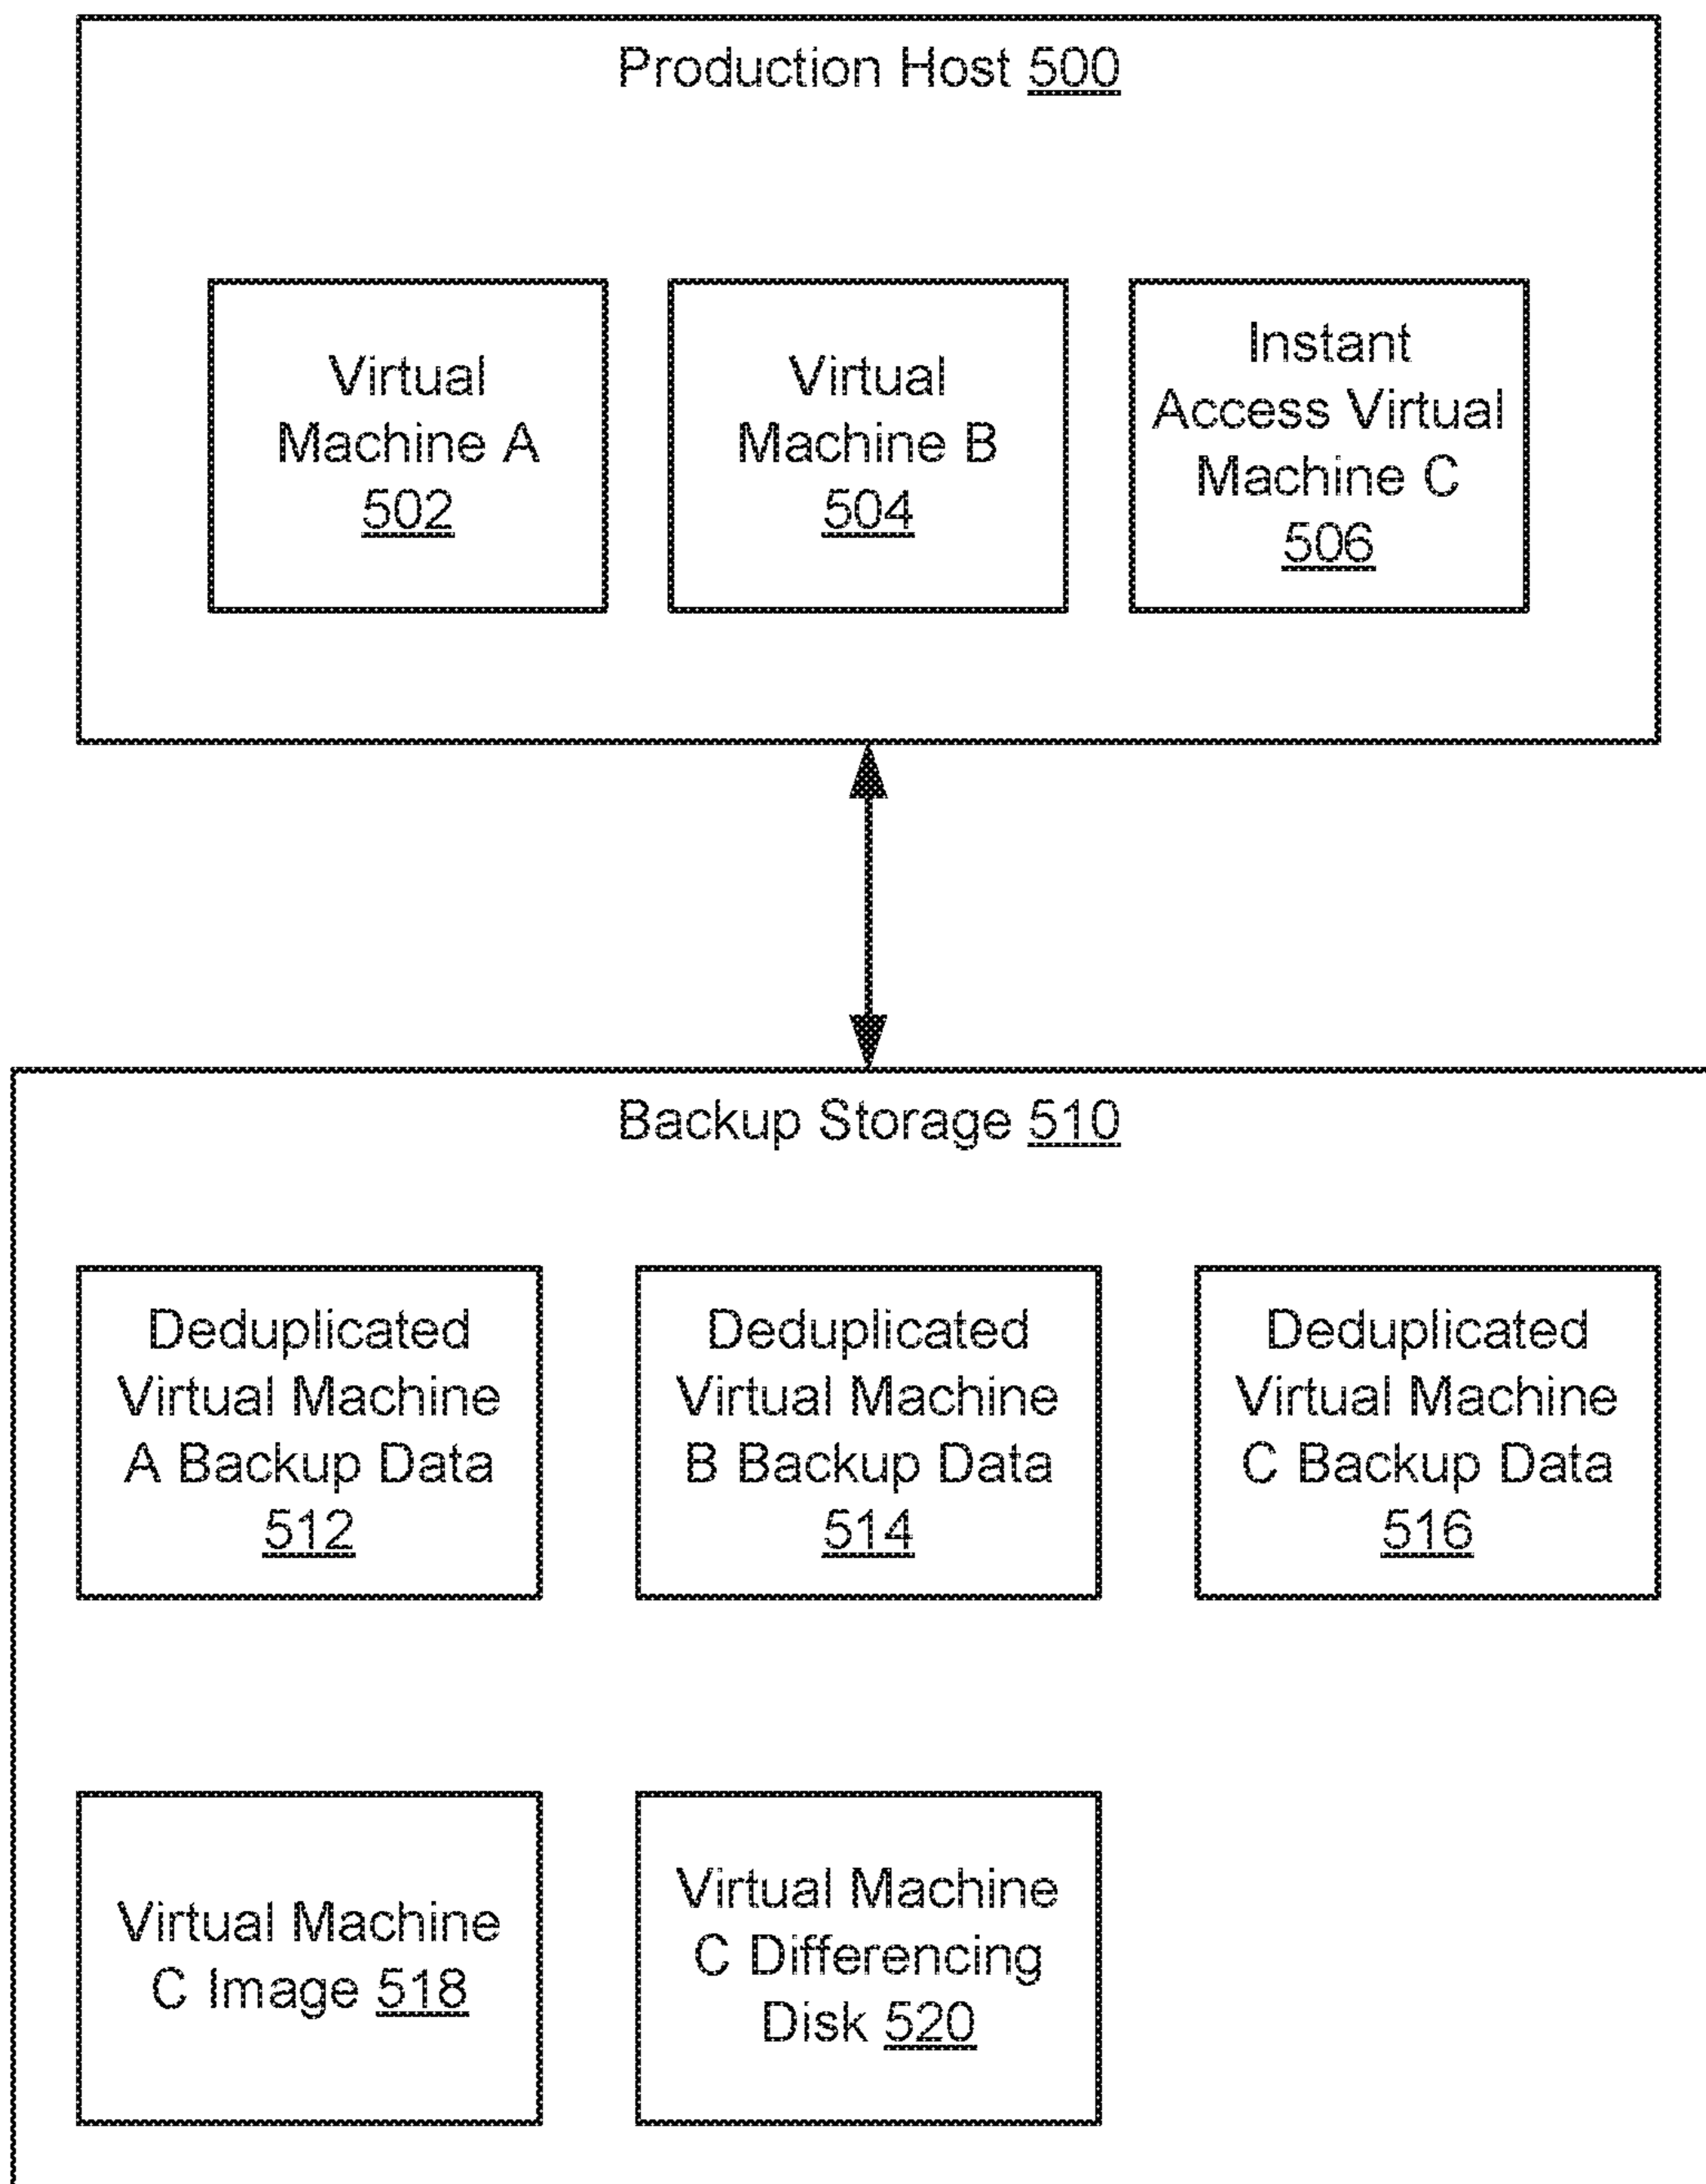 Production Host 500
Virtual
Machine A
502
Virtual
Machine B
504
Instant
Access Virtual
Machine C
506
Backup Storage 510
Deduplicated
Virtual Machine
A Backup Data
512
Deduplicated
Virtual Machine
B Backup Data
514
Deduplicated
Virtual Machine
C Backup Data
516
Virtual Machine
C Image 518
Virtual Machine
C Differencing
Disk 520